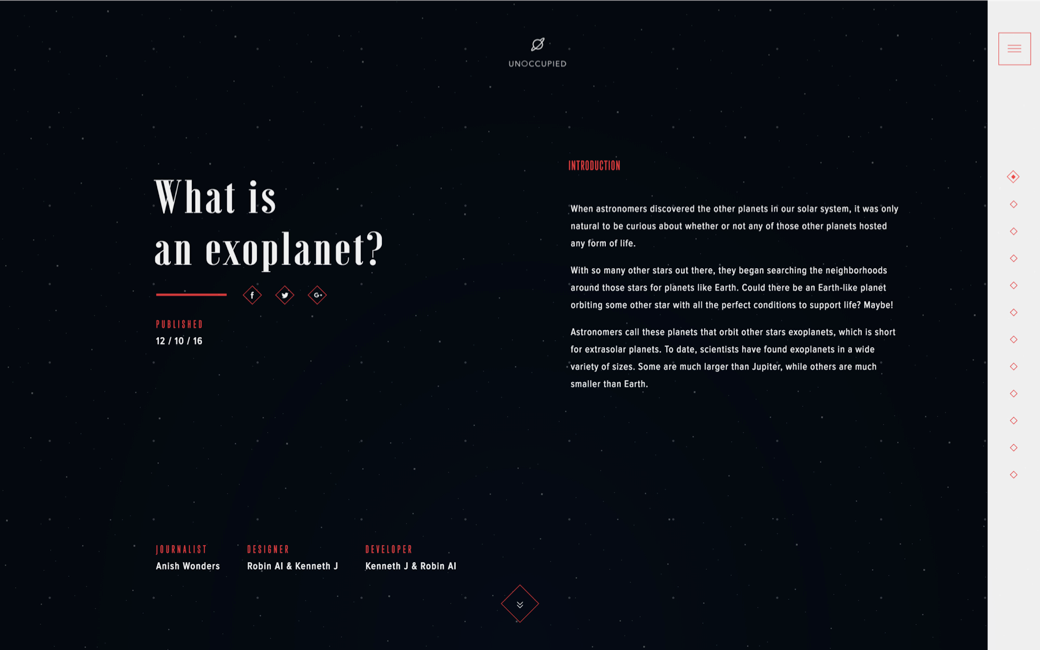 UNOCCUPIED
What is
an exoplanet?
PUBLISHED
12 / 10 / 16
INTRODUCTION
When astronomers discovered the other planets in our solar system, it was only
natural to be curious about whether or not any of those other planets hosted
any form of life.
With so many other stars out there, they began searching the neighborhoods
around those stars for planets like Earth. Could there be an Earth-like planet
orbiting some other star with all the perfect conditions to support life? Maybe!
Astronomers call these planets that orbit other stars exoplanets, which is short
for extrasolar planets. To date, scientists have found exoplanets in a wide
variety of sizes. Some are much larger than Jupiter, while others are much
smaller than Earth.
JOURNALIST
Anish Wonders
DESIGNER
Robin Al & Kenneth J
DEVELOPER
Kenneth J & Robin Al